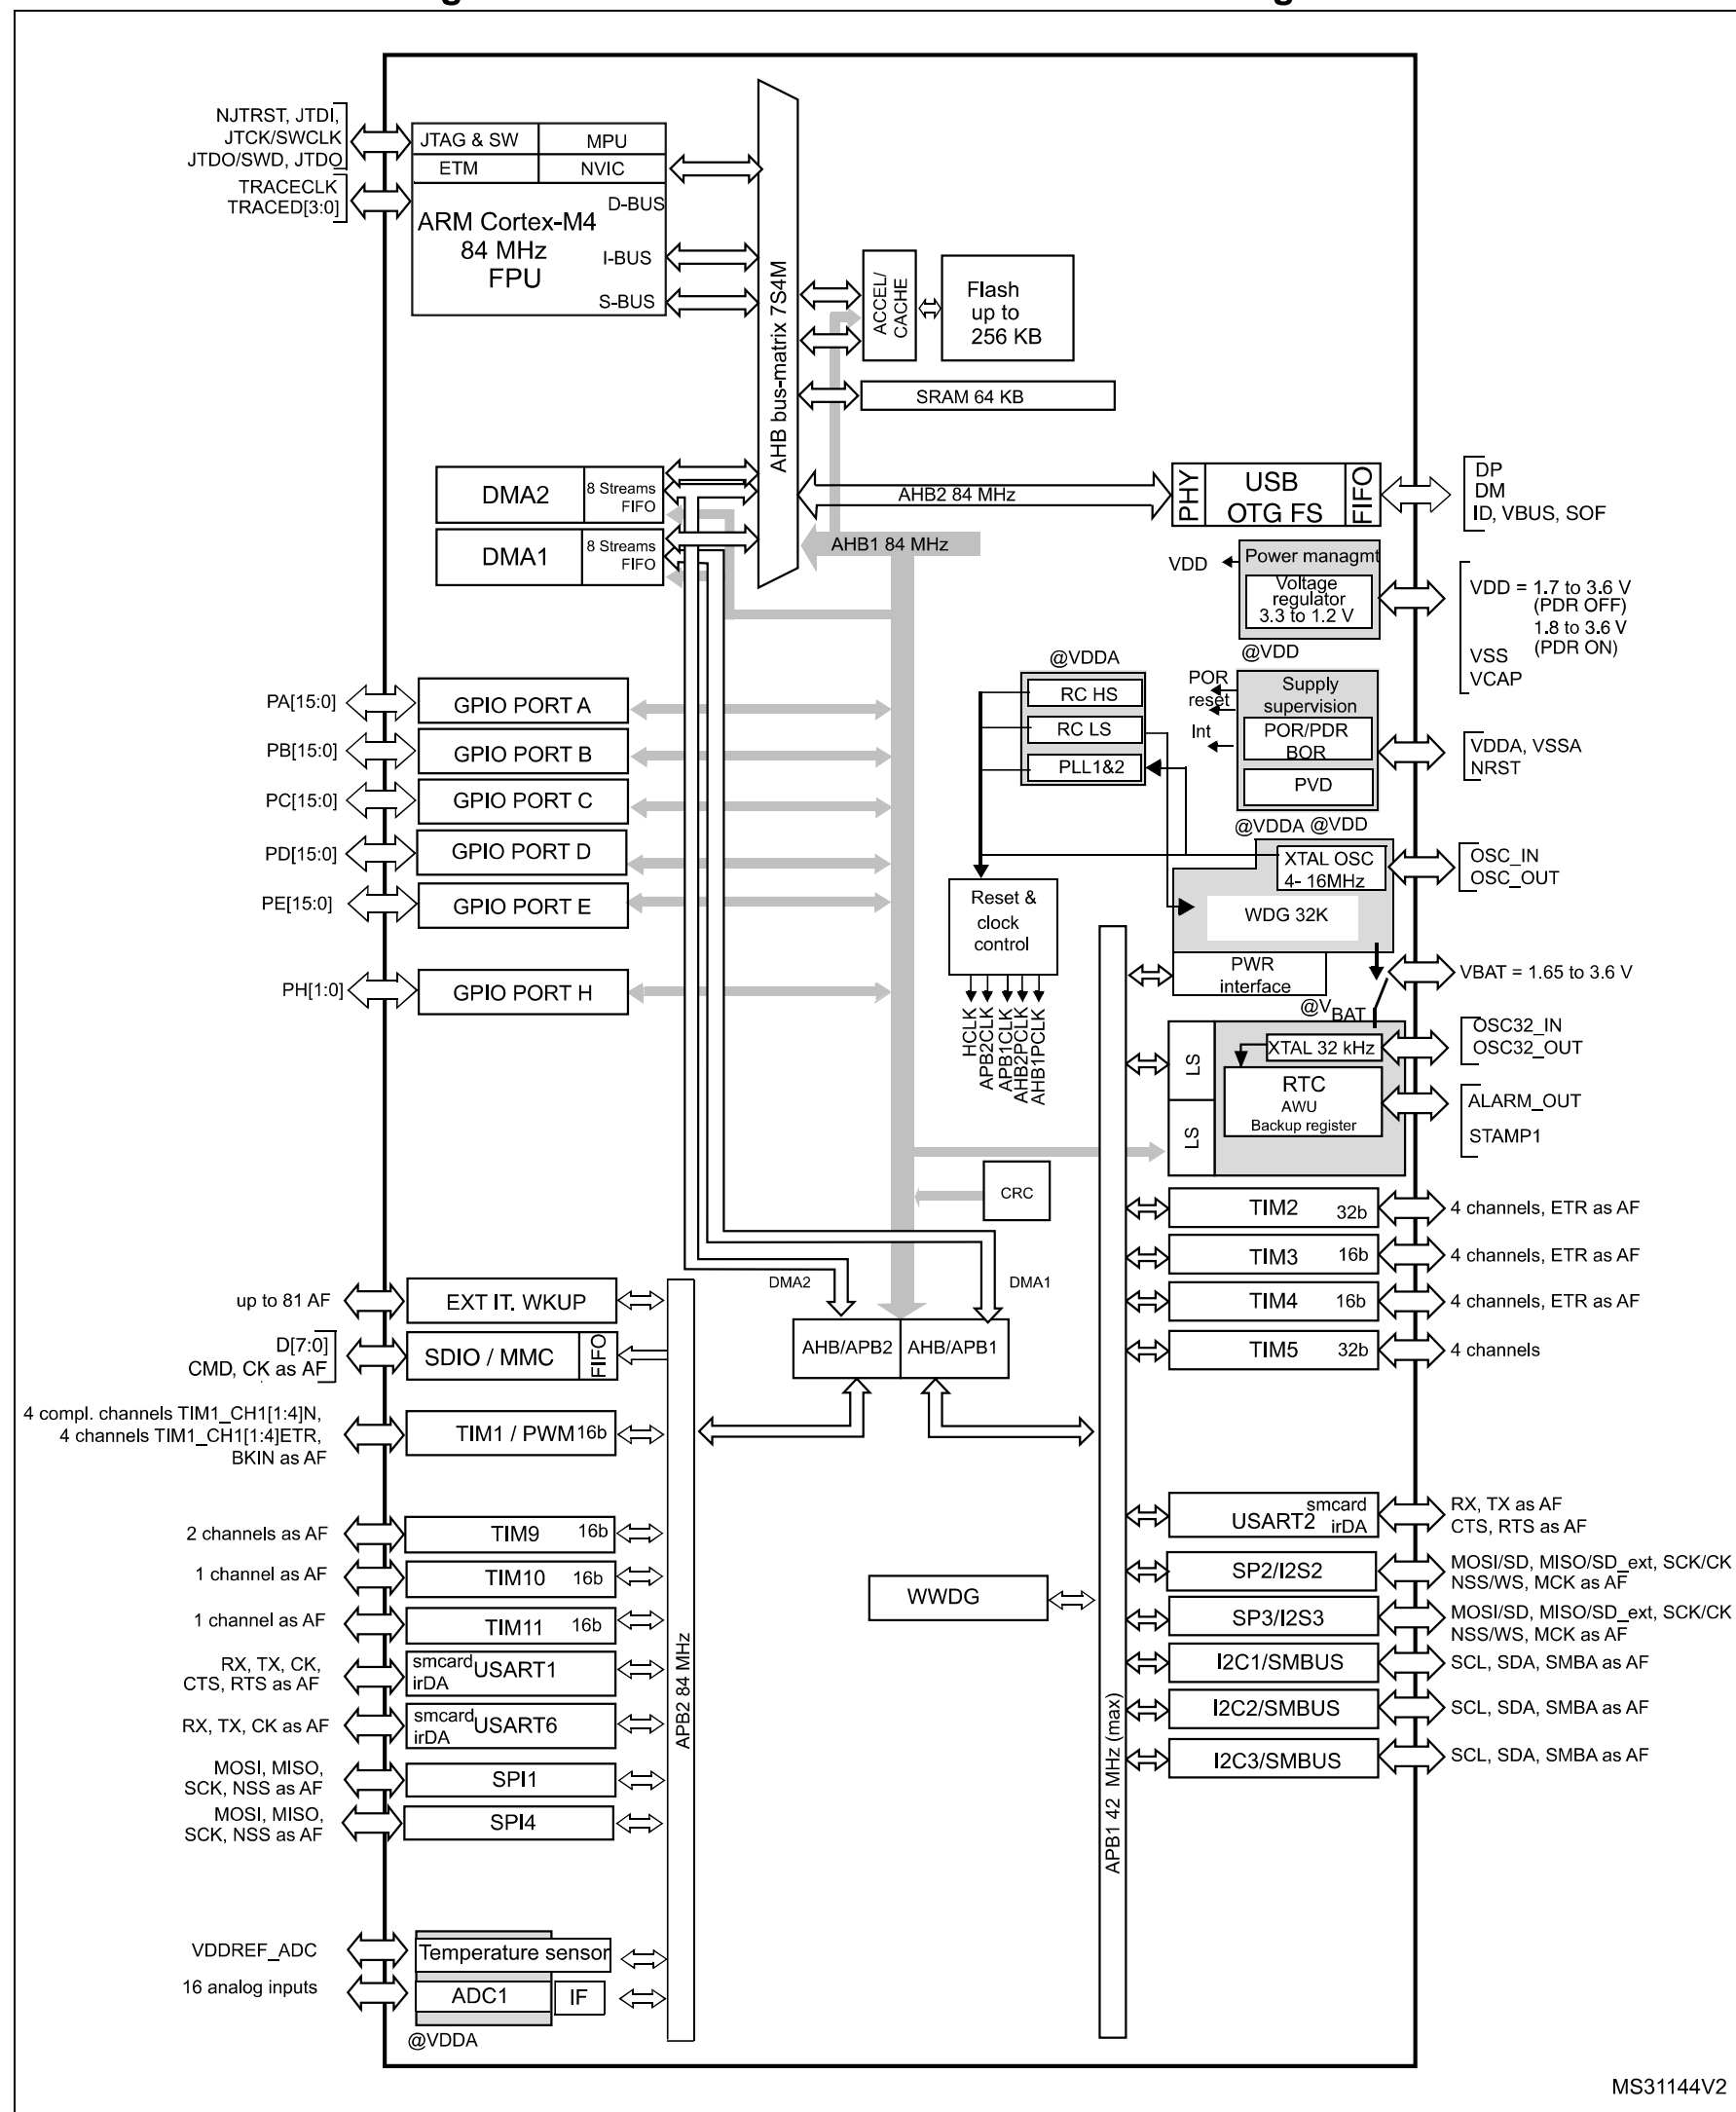 NJTRST, JTDI,
JTCK/SWCLK
JTDO/SWD, JTDO
TRACECLK
TRACED[3:0]
JTAG & SW
MPU
ETM
NVIC
D-BUS
ARM Cortex-M4
84 MHz
FPU
I-BUS
S-BUS
AHB bus-matrix 7S4M
ACCEL/
CACHE
Flash
up to
256 KB
SRAM 64 KB
DMA2
8 Streams
FIFO
DMA1
8 Streams
FIFO
AHB2 84 MHz
AHB1 84 MHz
PHY
USB
OTG FS
FIFO
DP
DM
ID, VBUS, SOF
VDD
Power managmt
Voltage
regulator
3.3 to 1.2 V
@VDD
VDD = 1.7 to 3.6 V
(PDR OFF)
1.8 to 3.6 V
(PDR ON)
VSS
VCAP
@VDDA
RC HS
RC LS
PLL1&2
POR
reset
Int
Supply
supervision
POR/PDR
BOR
PVD
VDDA, VSSA
NRST
@VDDA @VDD
PA[15:0]
GPIO PORT A
PB[15:0]
GPIO PORT B
PC[15:0]
GPIO PORT C
PD[15:0]
GPIO PORT D
PE[15:0]
GPIO PORT E
PH[1:0]
GPIO PORT H
XTAL OSC
4- 16MHz
WDG 32K
OSC_IN
OSC_OUT
Reset &
clock
control
HCLK
APB2CLK
APB1CLK
AHB2PCLK
AHB1PCLK
PWR
interface
VBAT = 1.65 to 3.6 V
@VBAT
LS
LS
XTAL 32 kHz
RTC
AWU
Backup register
OSC32_IN
OSC32_OUT
ALARM_OUT
STAMP1
CRC
TIM2 32b
4 channels, ETR as AF
TIM3 16b
4 channels, ETR as AF
TIM4 16b
4 channels, ETR as AF
TIM5 32b
4 channels
DMA2
DMA1
AHB/APB2
AHB/APB1
up to 81 AF
EXT IT. WKUP
D[7:0]
CMD, CK as AF
SDIO / MMC
FIFO
4 compl. channels TIM1_CH1[1:4]N,
4 channels TIM1_CH1[1:4]ETR,
BKIN as AF
TIM1 / PWM 16b
2 channels as AF
TIM9 16b
1 channel as AF
TIM10 16b
1 channel as AF
TIM11 16b
RX, TX, CK,
CTS, RTS as AF
smcard
irDA
USART1
RX, TX, CK as AF
smcard
irDA
USART6
MOSI, MISO,
SCK, NSS as AF
SPI1
MOSI, MISO,
SCK, NSS as AF
SPI4
APB2 84 MHz
VDDREF_ADC
Temperature sensor
16 analog inputs
ADC1
IF
@VDDA
WWDG
APB1 42 MHz (max)
USART2
smcard
irDA
RX, TX as AF
CTS, RTS as AF
SP2/I2S2
MOSI/SD, MISO/SD_ext, SCK/CK
NSS/WS, MCK as AF
SP3/I2S3
MOSI/SD, MISO/SD_ext, SCK/CK
NSS/WS, MCK as AF
I2C1/SMBUS
SCL, SDA, SMBA as AF
I2C2/SMBUS
SCL, SDA, SMBA as AF
I2C3/SMBUS
SCL, SDA, SMBA as AF
MS31144V2